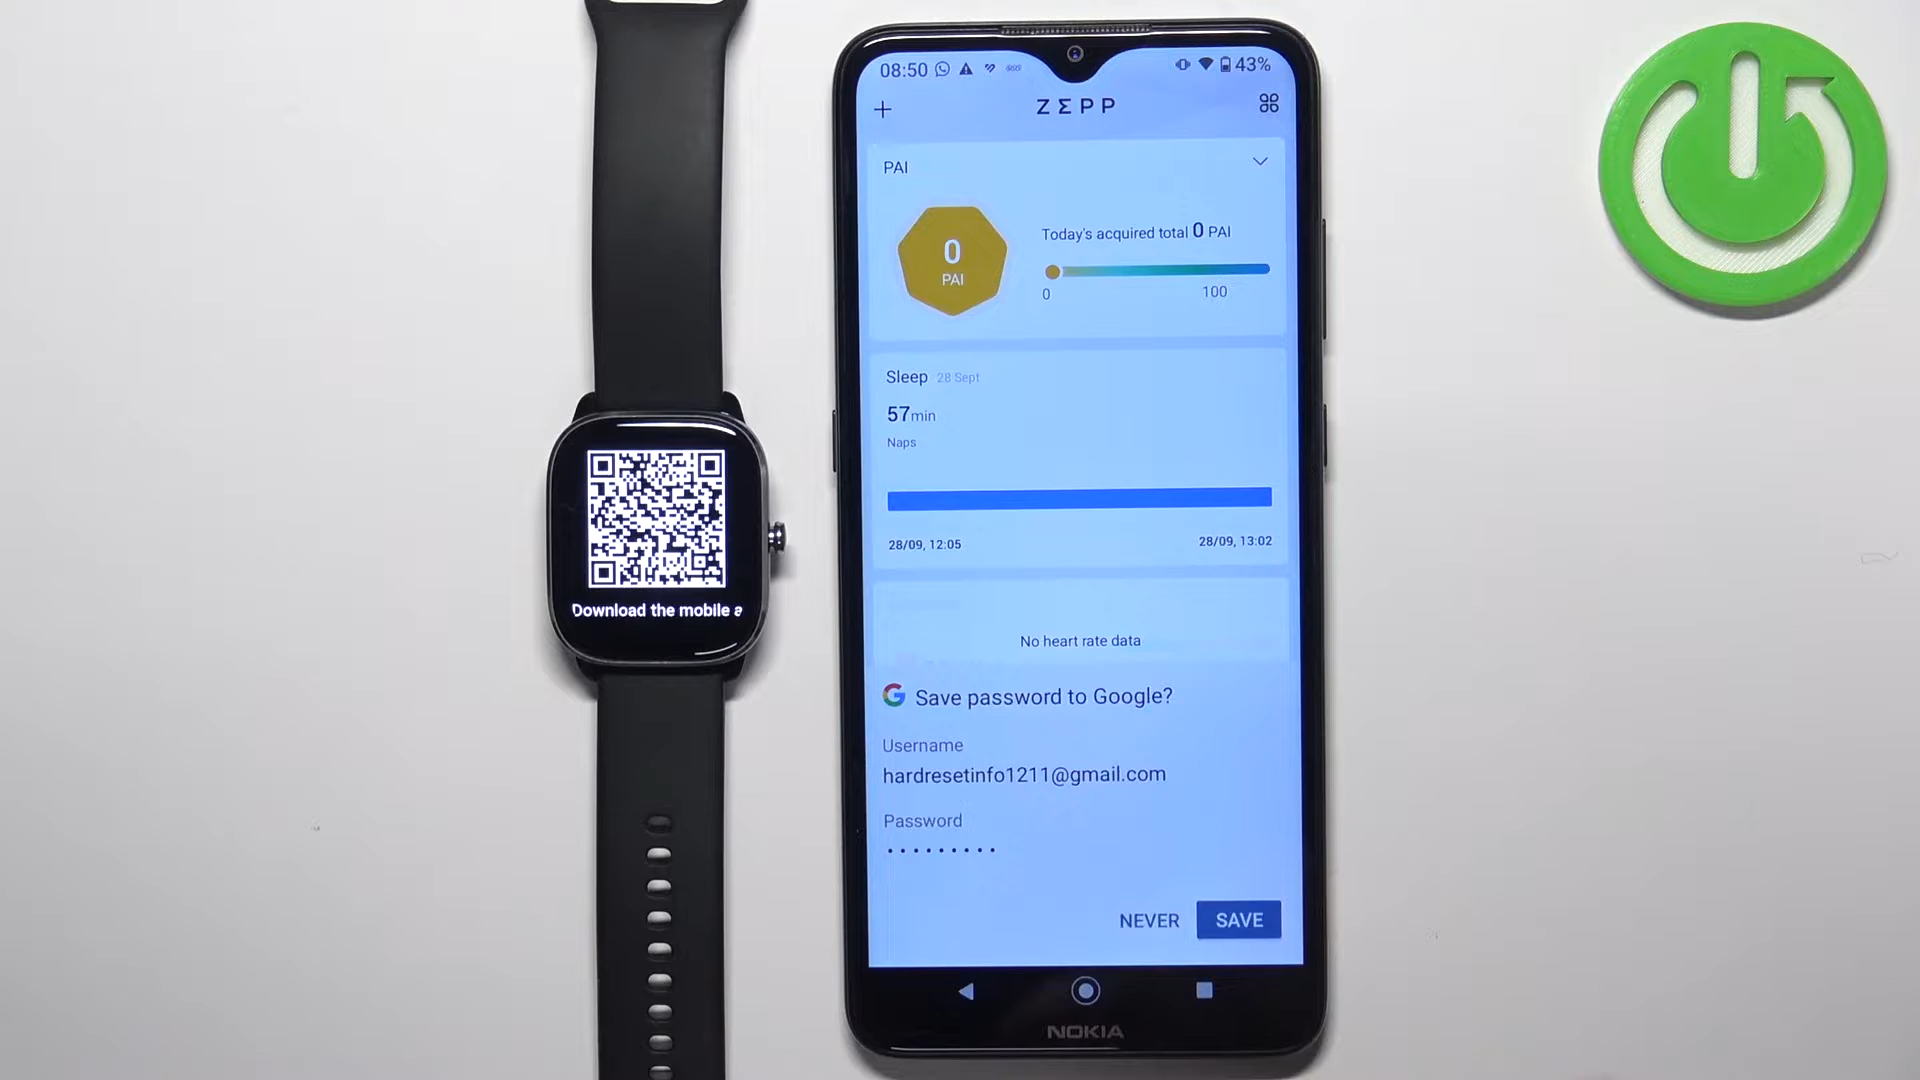 08:50
43%
ZΣPP
PAI
0
PAI
Today's acquired total 0 PAI
0
100
Sleep 28 Sept
57min
Naps
28/09, 12:05
28/09, 13:02
No heart rate data
Save password to Google?
Username
hardresetinfo1211@gmail.com
Password
•••••••••
NEVER
SAVE
NOKIA
Download the mobile a